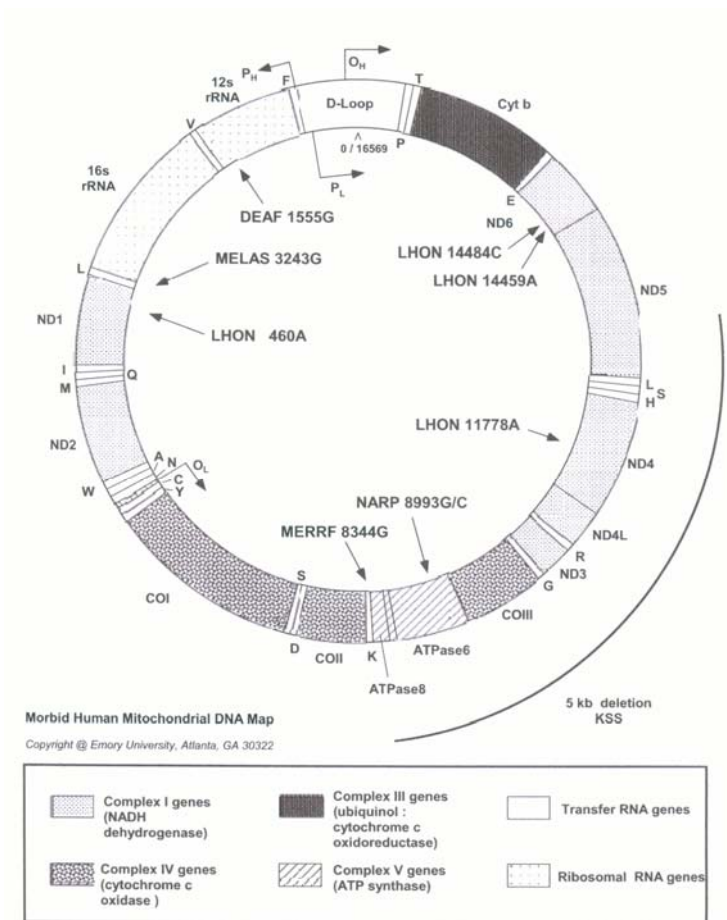 O_H
P_H
12s
rRNA
F
T
Cyt b
D-Loop
V
0 / 16569
P
P_L
16s rRNA
E
ND6
DEAF 1555G
LHON 14484C
MELAS 3243G
LHON 14459A
L
ND5
ND1
LHON 460A
I
Q
M
L
S
H
ND2
LHON 11778A
ND4
A
N
O_L
W
C
Y
NARP 8993G/C
ND4L
MERRF 8344G
R
ND3
G
S
COI
COIII
D
COII
K
ATPase6
ATPase8
5 kb deletion
KSS
Morbid Human Mitochondrial DNA Map
Copyright @ Emory University, Atlanta, GA 30322
Complex I genes
(NADH
dehydrogenase)
Complex III genes
(ubiquinol :
cytochrome c
oxidoreductase)
Transfer RNA genes
Complex IV genes
(cytochrome c
oxidase )
Complex V genes
(ATP synthase)
Ribosomal RNA genes